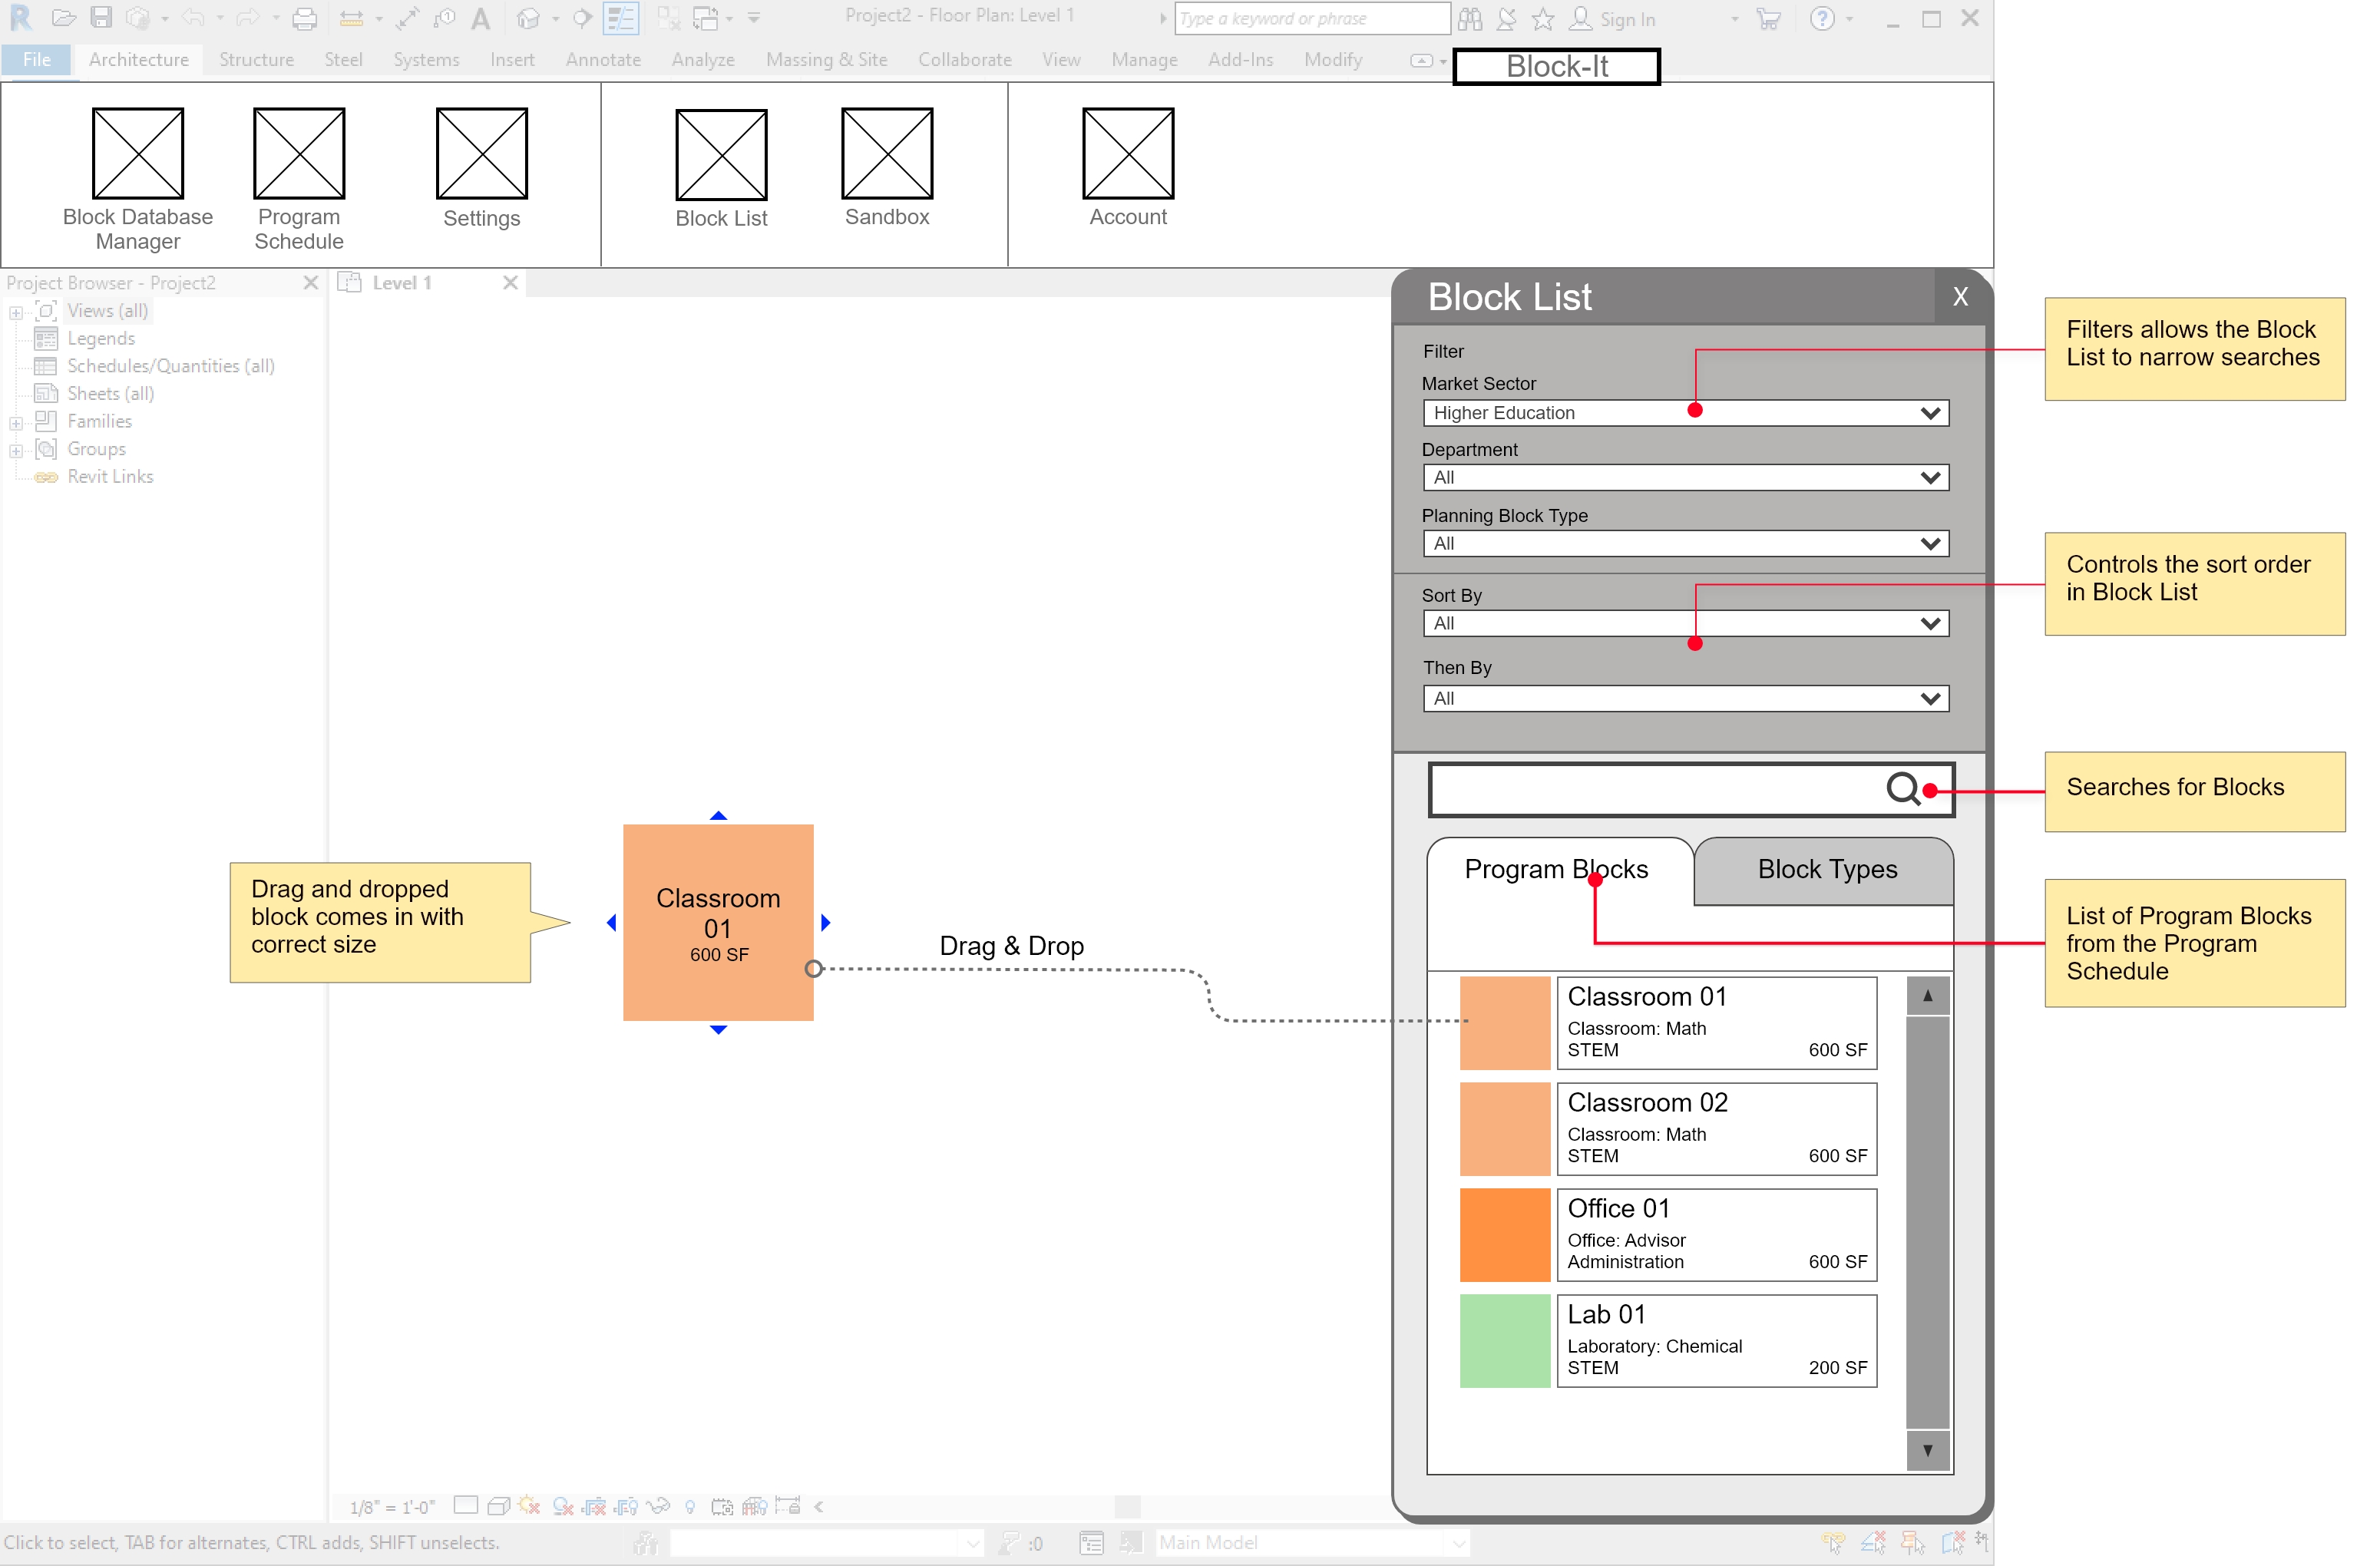 Project2 - Floor Plan: Level 1
Type a keyword or phrase
Sign In
File Architecture Structure Steel Systems Insert Annotate Analyze Massing & Site Collaborate View Manage Add-Ins Modify
Block-It
Block Database
Manager
Program
Schedule
Settings
Block List
Sandbox
Account
Project Browser - Project2
Views (all)
Legends
Schedules/Quantities (all)
Sheets (all)
Families
Groups
Revit Links
Level 1
Drag and dropped
block comes in with
correct size
Classroom
01
600 SF
Drag & Drop
Block List
X
Filter
Market Sector
Higher Education
Department
All
Planning Block Type
All
Sort By
All
Then By
All
Program Blocks
Block Types
Classroom 01
Classroom: Math
STEM 600 SF
Classroom 02
Classroom: Math
STEM 600 SF
Office 01
Office: Advisor
Administration 600 SF
Lab 01
Laboratory: Chemical
STEM 200 SF
Filters allows the Block
List to narrow searches
Controls the sort order
in Block List
Searches for Blocks
List of Program Blocks
from the Program
Schedule
1/8" = 1'-0"
Click to select, TAB for alternates, CTRL adds, SHIFT unselects.
:0
Main Model